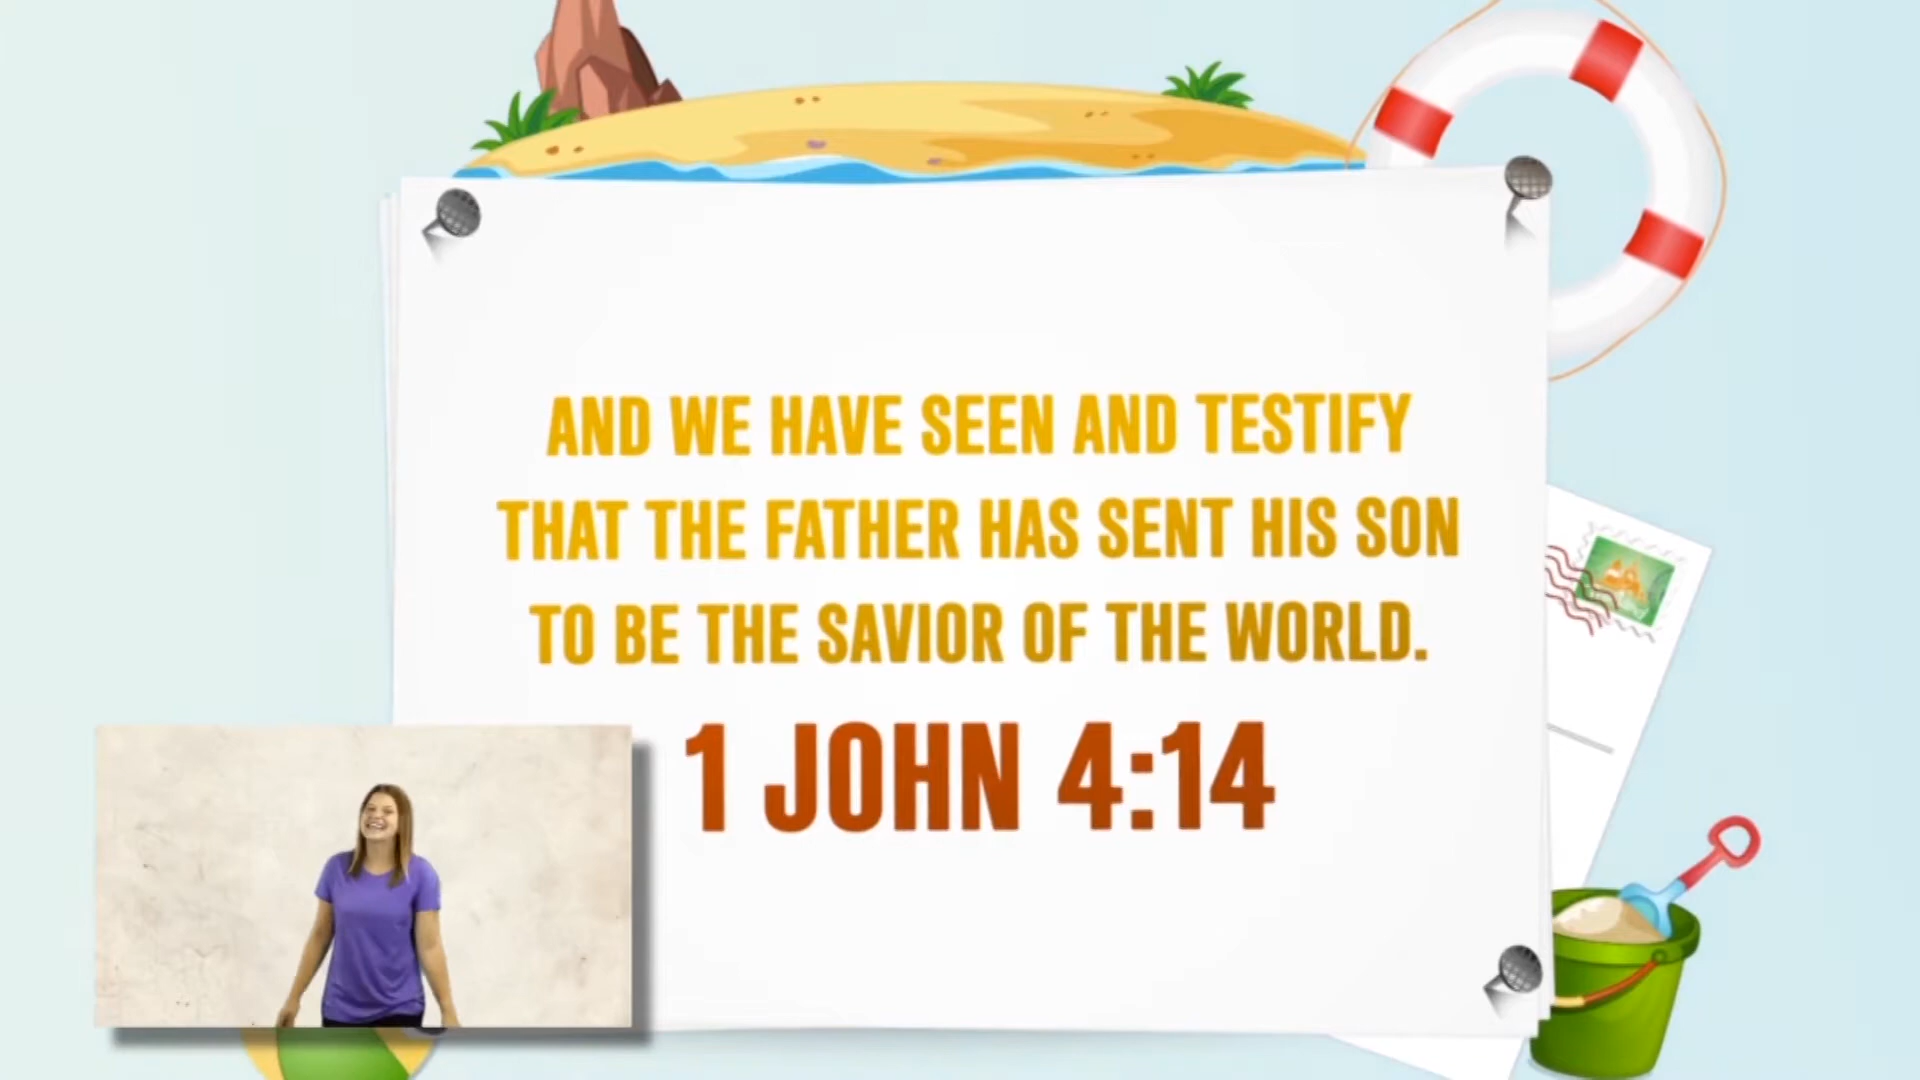 AND WE HAVE SEEN AND TESTIFY
THAT THE FATHER HAS SENT HIS SON
TO BE THE SAVIOR OF THE WORLD.
1 JOHN 4:14